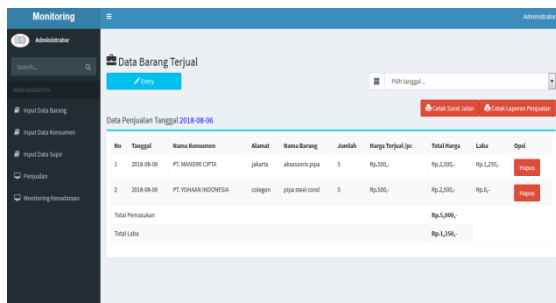 Monitoring
Administrator
Administrator
Search...
MAIN NAVIGATION
Input Data Barang
Input Data Konsumen
Input Data Supir
Penjualan
Monitoring Kenadaraan
Data Barang Terjual
Entry
Pilih tanggal ..
Cetak Surat Jalan
Cetak Laporan Penjualan
Data Penjualan Tanggal 2018-08-06
No Tanggal Nama Konsumen Alamat Nama Barang Jumlah Harga Terjual /pc Total Harga Laba Opsi
1 2018-08-06 PT. MANDIRI CIPTA jakarta aksesoris pipa 5 Rp.500,- Rp.2,500,- Rp.1,250,- Hapus
2 2018-08-06 PT. YOHAAN INDONESIA colegon pipa steel cond 5 Rp.500,- Rp.2,500,- Rp.0,- Hapus
Total Pemasukan Rp.5,000,-
Total Laba Rp.1,250,-